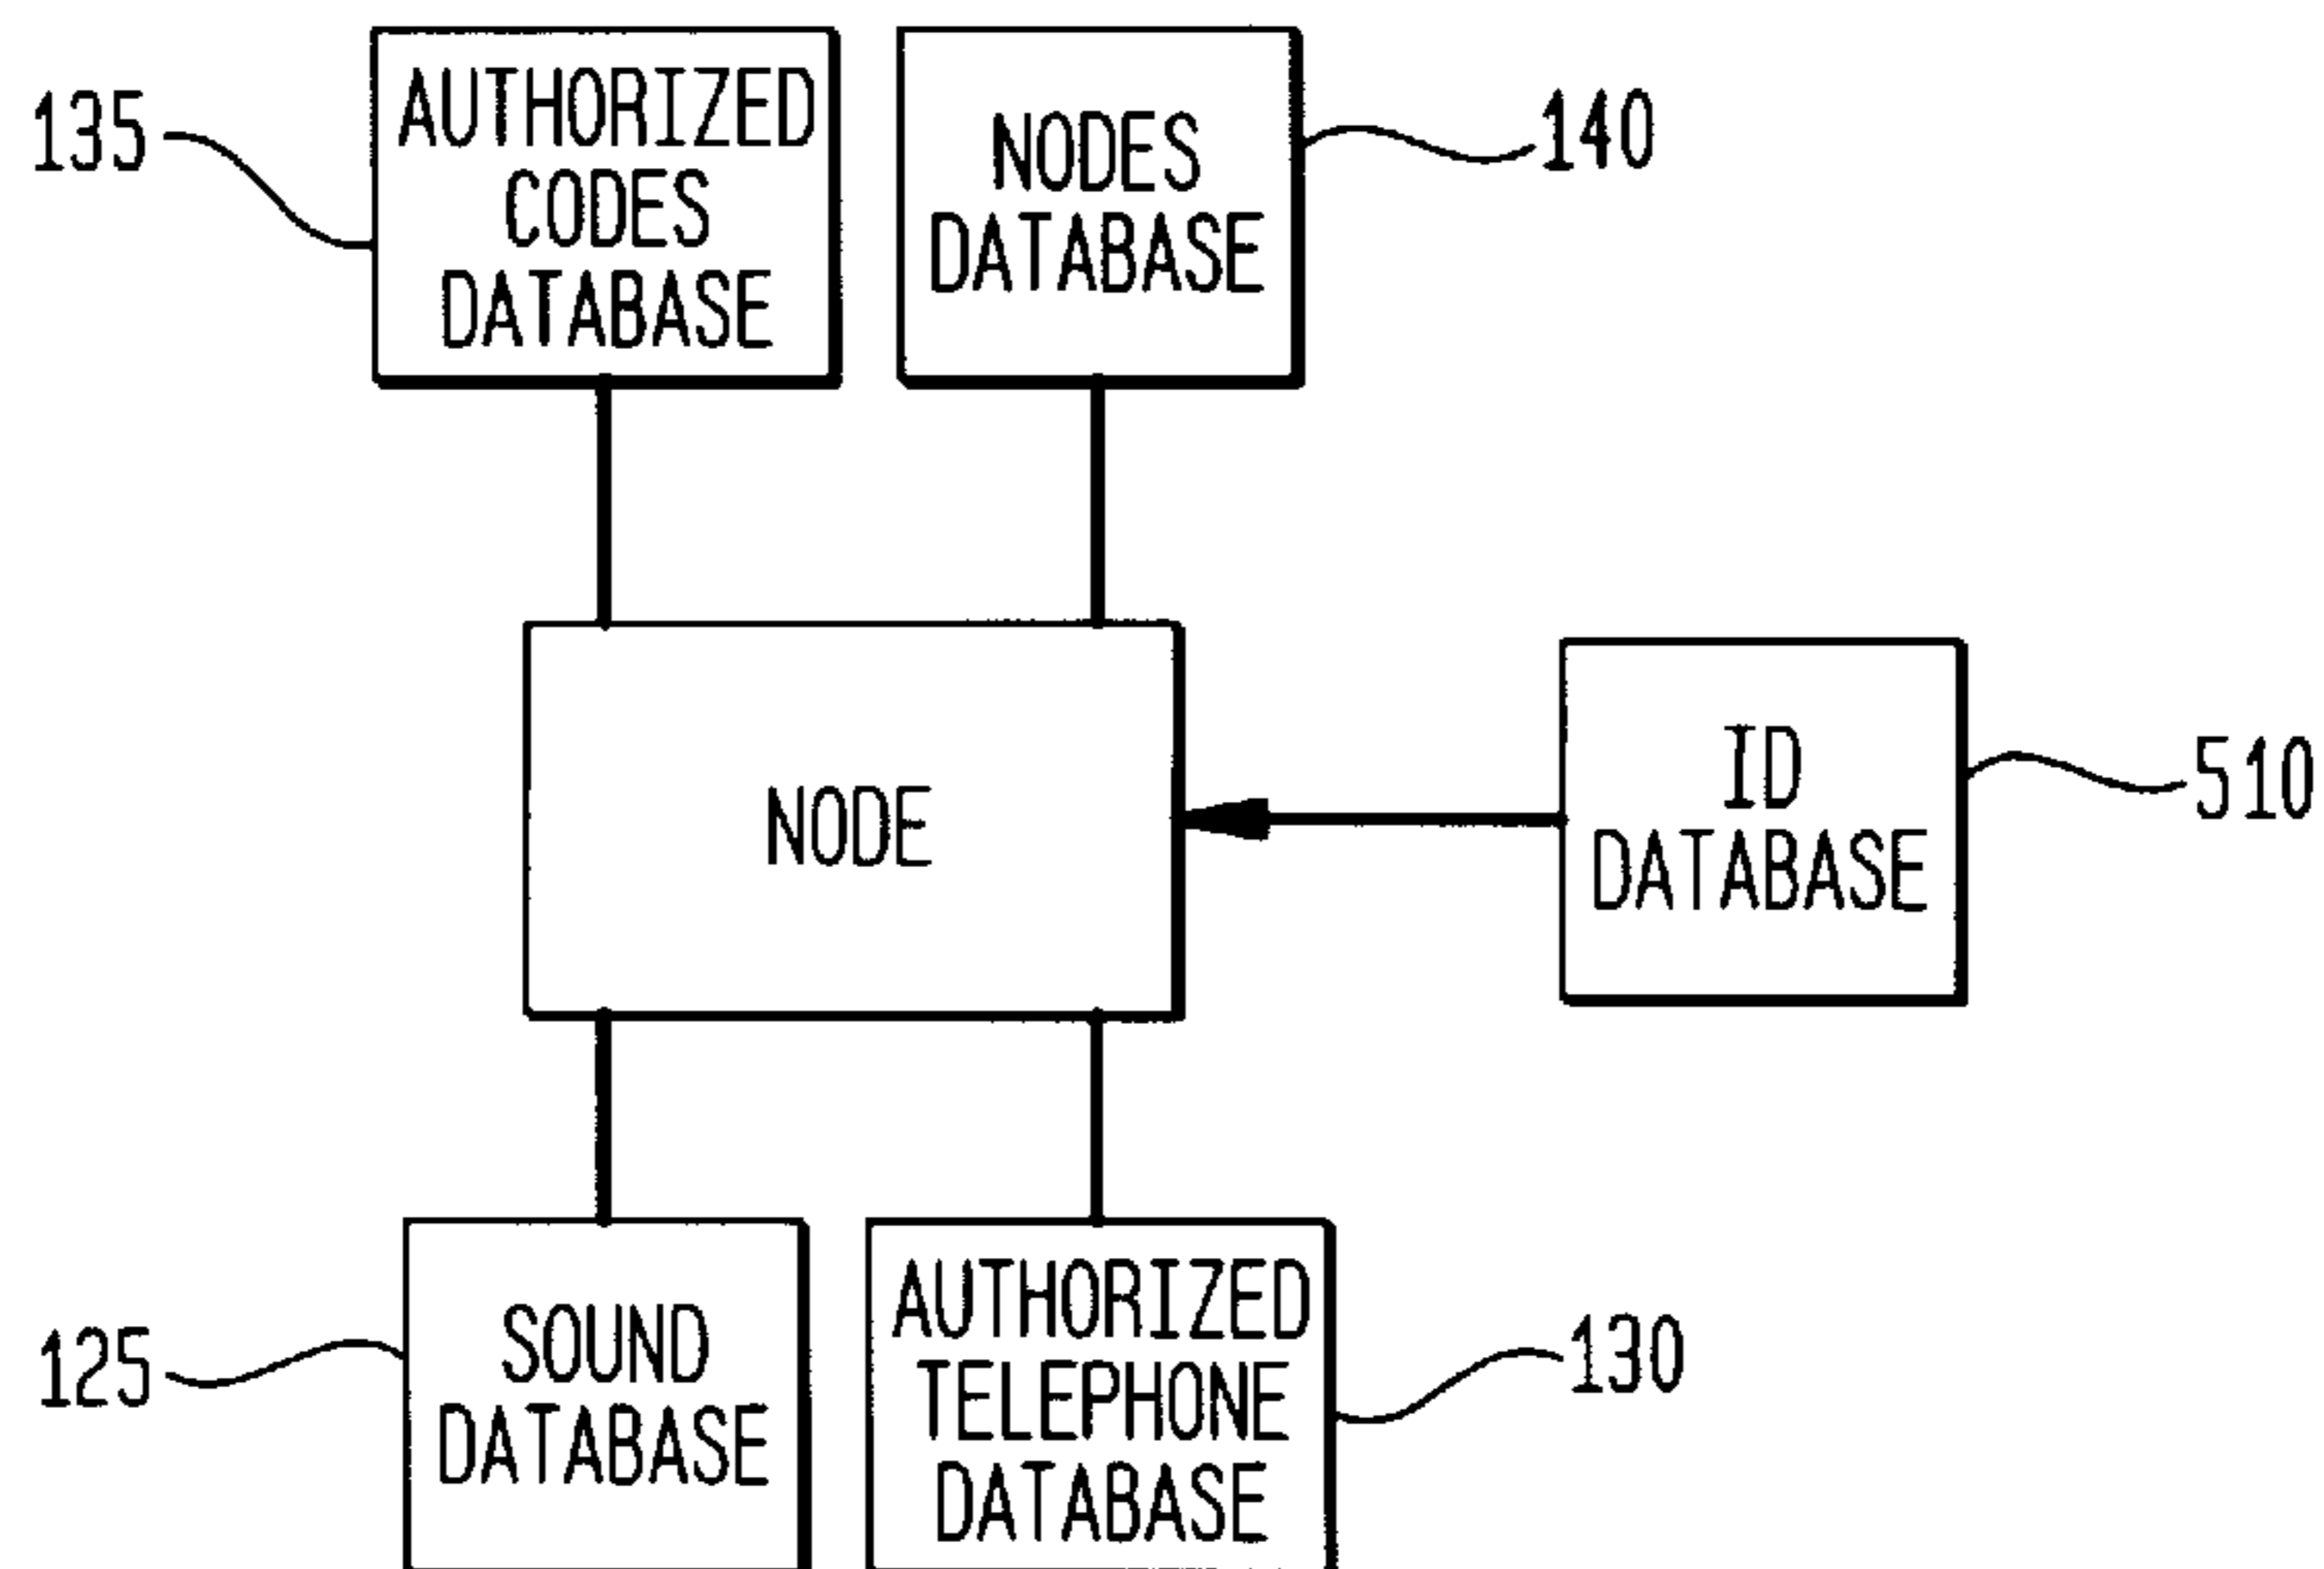 135
AUTHORIZED
CODES
DATABASE
NODES
DATABASE
140
NODE
ID
DATABASE
510
125
SOUND
DATABASE
AUTHORIZED
TELEPHONE
DATABASE
130